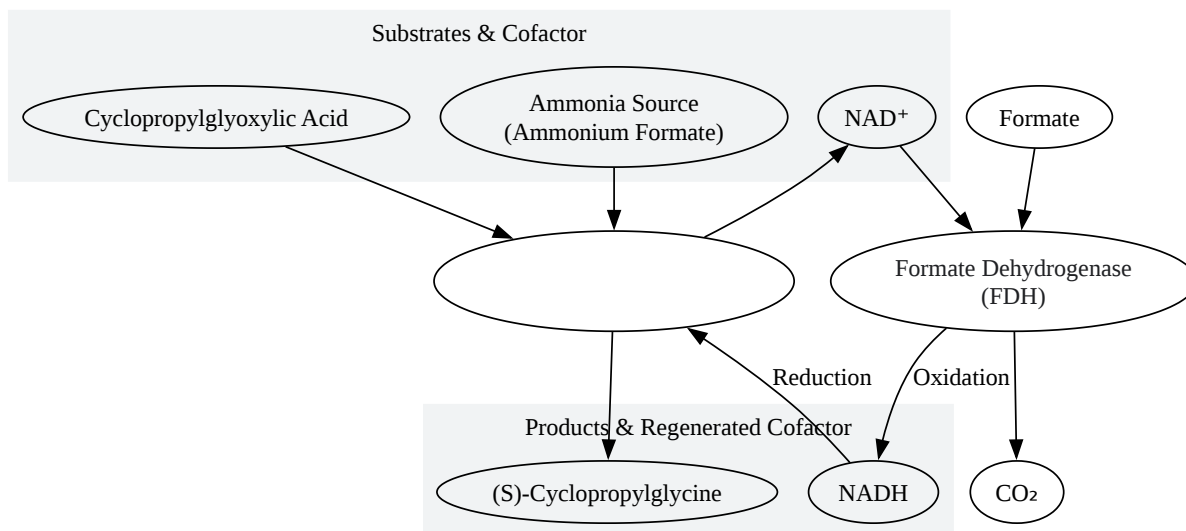 Substrates & Cofactor
Cyclopropylglyoxylic Acid
Ammonia Source
(Ammonium Formate)
NAD⁺
Formate
Formate Dehydrogenase
(FDH)
Reduction
Oxidation
Products & Regenerated Cofactor
(S)-Cyclopropylglycine
NADH
CO₂